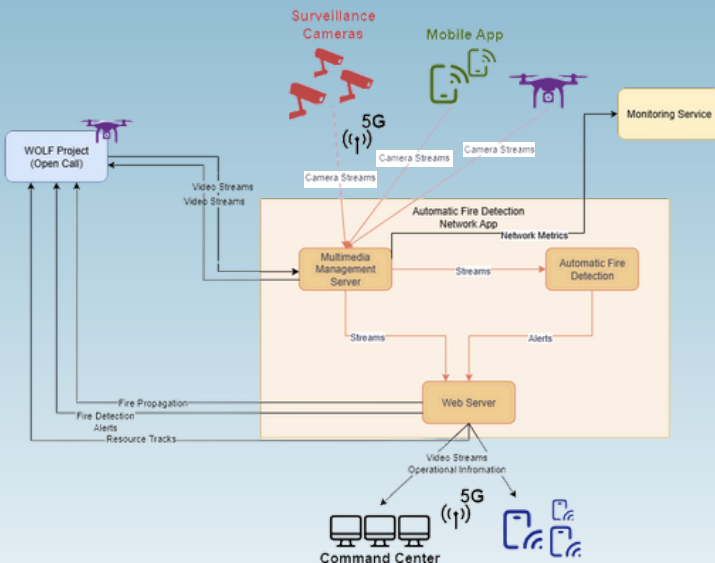 Surveillance
Cameras
Mobile App
5G
Monitoring Service
WOLF Project
(Open Call)
Camera Streams
Camera Streams
Camera Streams
Video Streams
Video Streams
Automatic Fire Detection
Network App
Network Metrics
Multimedia
Management
Server
Streams
Automatic Fire
Detection
Streams
Alerts
Web Server
Fire Propagation
Fire Detection
Alerts
Resource Tracks
Video Streams
Operational Infromation
5G
Command Center